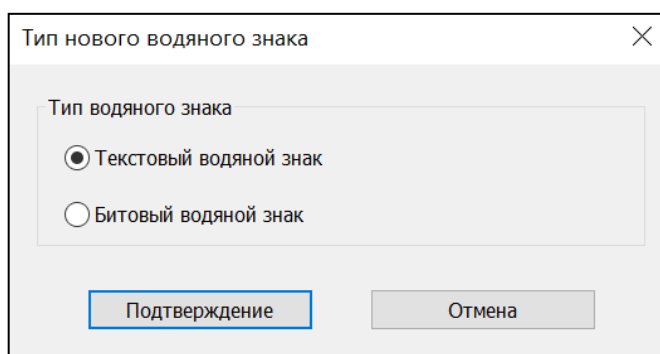 Тип нового водяного знака
Тип водяного знака
Текстовый водяной знак
Битовый водяной знак
Подтверждение Отмена